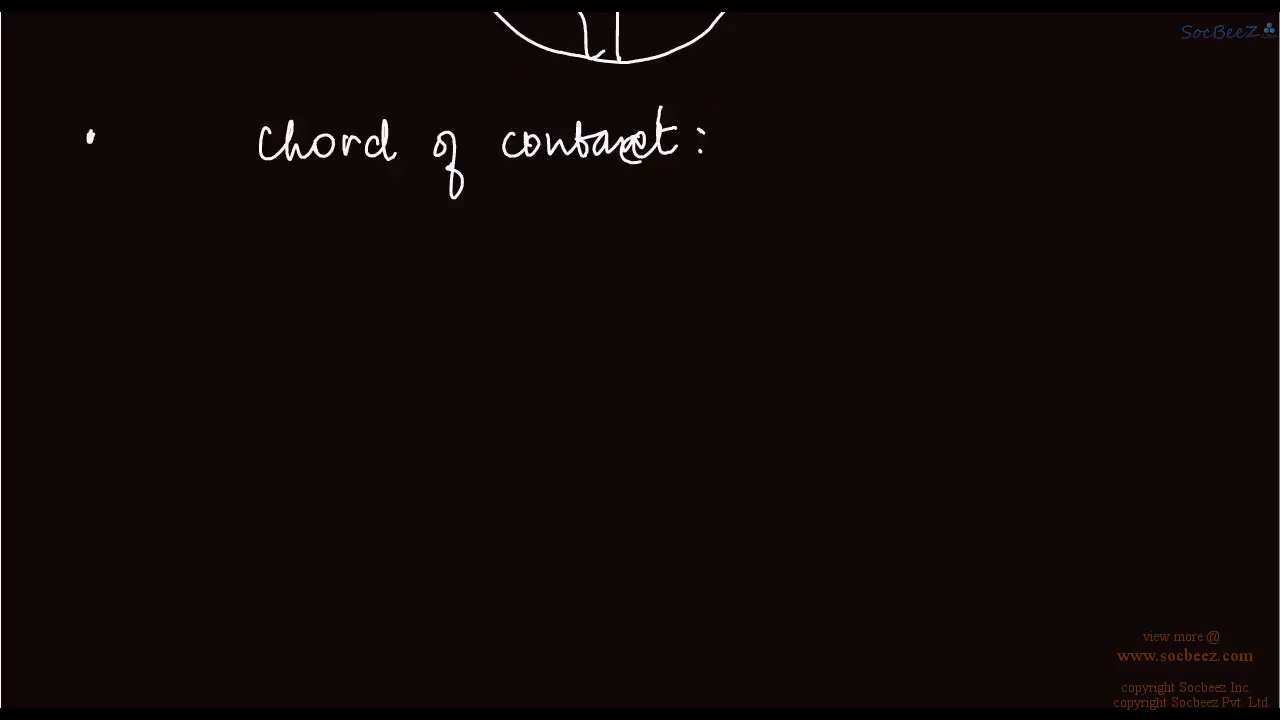 SocBeeZ
Chord of contact :
view more @
www.socbeez.com
copyright Socbeez Inc.
copyright Socbeez Pvt. Ltd.